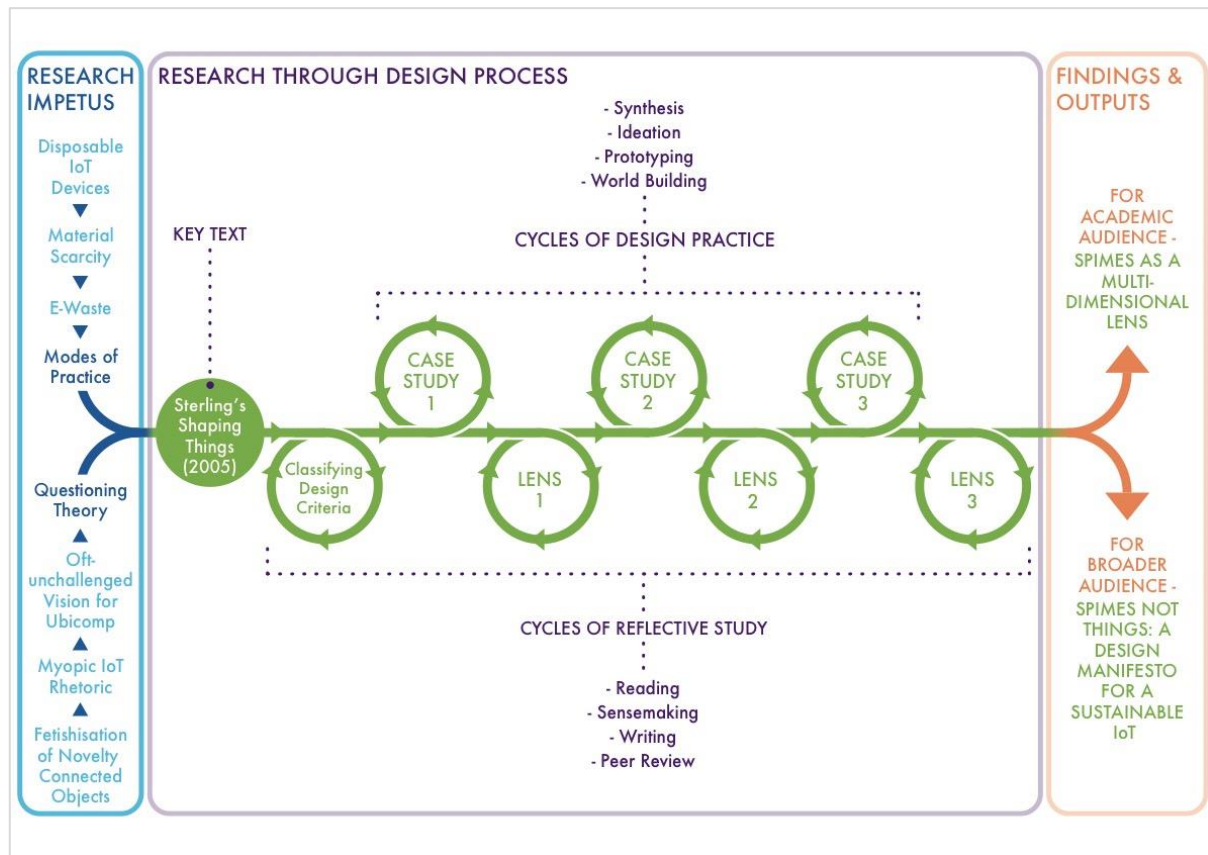 RESEARCH
IMPETUS
Disposable
IoT
Devices
Material
Scarcity
E-Waste
Modes of
Practice
Questioning
Theory
Oft-
unchallenged
Vision for
Ubicomp
Myopic IoT
Rhetoric
Fetishisation
of Novelty
Connected
Objects
RESEARCH THROUGH DESIGN PROCESS
- Synthesis
- Ideation
- Prototyping
- World Building
KEY TEXT
CYCLES OF DESIGN PRACTICE
Sterling's
Shaping
Things
(2005)
CASE
STUDY
1
CASE
STUDY
2
CASE
STUDY
3
Classifying
Design
Criteria
LENS
1
LENS
2
LENS
3
CYCLES OF REFLECTIVE STUDY
- Reading
- Sensemaking
- Writing
- Peer Review
FINDINGS &
OUTPUTS
FOR
ACADEMIC
AUDIENCE -
SPIMES AS A
MULTI-
DIMENSIONAL
LENS
FOR
BROADER
AUDIENCE -
SPIMES NOT
THINGS: A
DESIGN
MANIFESTO
FOR A
SUSTAINABLE
IoT